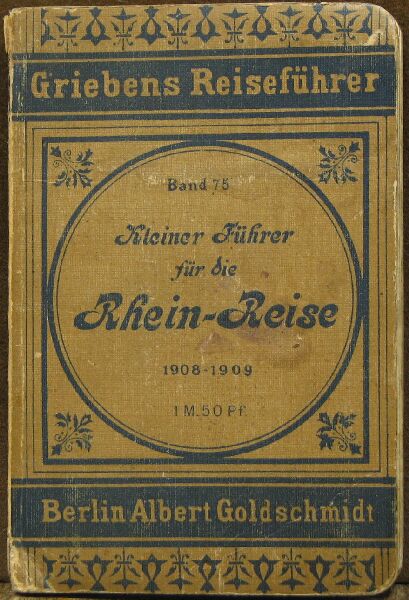 Griebens Reiseführer
Band 75
Kleiner Führer
für die
Rhein-Reise
1908-1909
1 M. 50 Pf.
Berlin Albert Goldschmidt